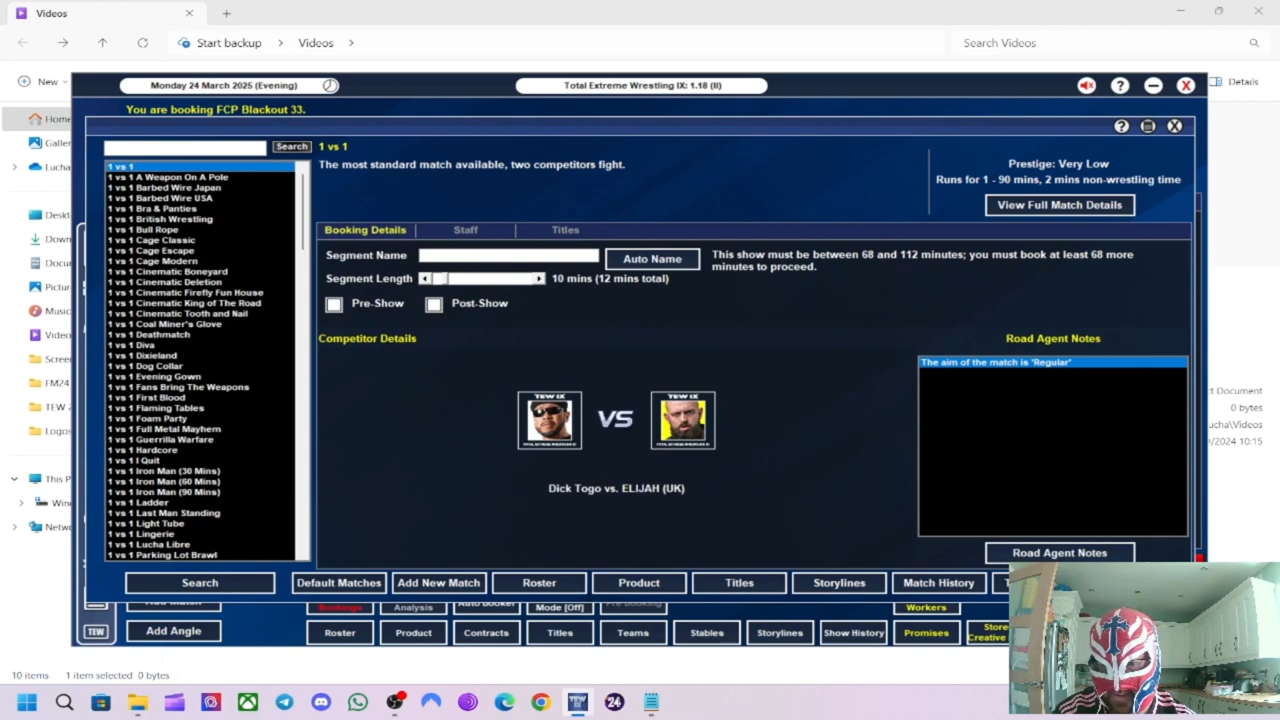 Videos
Start backup
Videos
Search Videos
New
Details
Monday 24 March 2025 (Evening)
Total Extreme Wrestling IX: 1.18 (II)
You are booking FCP Blackout 33.
Home
Galler
Lucha
Deskt
Down
Docu
Pictur
Music
Video
Scree
FM24
TEW 2
Logos
This P
Wind
Netwo
Search
1 vs 1
The most standard match available, two competitors fight.
Prestige: Very Low
Runs for 1 - 90 mins, 2 mins non-wrestling time
View Full Match Details
1 vs 1
1 vs 1 A Weapon On A Pole
1 vs 1 Barbed Wire Japan
1 vs 1 Barbed Wire USA
1 vs 1 Bra & Panties
1 vs 1 British Wrestling
1 vs 1 Bull Rope
1 vs 1 Cage Classic
1 vs 1 Cage Escape
1 vs 1 Cage Modern
1 vs 1 Cinematic Boneyard
1 vs 1 Cinematic Deletion
1 vs 1 Cinematic Firefly Fun House
1 vs 1 Cinematic King of The Road
1 vs 1 Cinematic Tooth and Nail
1 vs 1 Coal Miner's Glove
1 vs 1 Deathmatch
1 vs 1 Diva
1 vs 1 Dixieland
1 vs 1 Dog Collar
1 vs 1 Evening Gown
1 vs 1 Fans Bring The Weapons
1 vs 1 First Blood
1 vs 1 Flaming Tables
1 vs 1 Foam Party
1 vs 1 Full Metal Mayhem
1 vs 1 Guerrilla Warfare
1 vs 1 Hardcore
1 vs 1 I Quit
1 vs 1 Iron Man (30 Mins)
1 vs 1 Iron Man (60 Mins)
1 vs 1 Iron Man (90 Mins)
1 vs 1 Ladder
1 vs 1 Last Man Standing
1 vs 1 Light Tube
1 vs 1 Lingerie
1 vs 1 Lucha Libre
1 vs 1 Parking Lot Brawl
Booking Details
Staff
Titles
Segment Name
Auto Name
This show must be between 68 and 112 minutes; you must book at least 68 more
minutes to proceed.
Segment Length
10 mins (12 mins total)
Pre-Show
Post-Show
Competitor Details
Road Agent Notes
The aim of the match is 'Regular'
TEW IX
VS
TEW IX
Dick Togo vs. ELIJAH (UK)
Road Agent Notes
ct Document
0 bytes
ucha\Videos
/2024 10:15
Search
Default Matches
Add New Match
Roster
Product
Titles
Storylines
Match History
Add Match
Bookings
Analysis
Auto Booker
Mode [Off]
Pre Booking
Workers
TEW
Add Angle
Roster
Product
Contracts
Titles
Teams
Stables
Storylines
Show History
Promises
Store
Creative
10 items
1 item selected 0 bytes
TEW
24